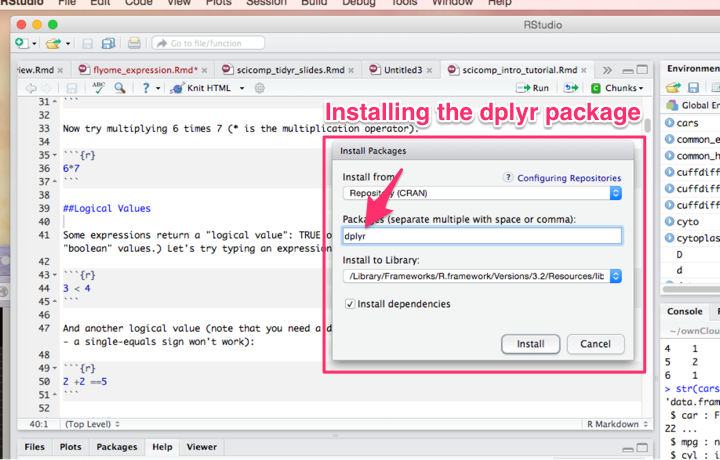 RStudio File Edit Code View Plots Session Build Debug Tools Window Help
RStudio
Go to file/function
view.Rmd flyome_expression.Rmd* scicomp_tidyr_slides.Rmd Untitled3 scicomp_intro_tutorial.Rmd
ABC ? Knit HTML Run Chunks
Installing the dplyr package
31 ```
32
33 Now try multiplying 6 times 7 (* is the multiplication operator):
34
35 ```{r}
36 6*7
37 ```
38
39 ##Logical Values
40
41 Some expressions return a "logical value": TRUE
"boolean" values.) Let's try typing an expression
42
43 ```{r}
44 3 < 4
45 ```
46
47 And another logical value (note that you need a
- a single-equals sign won't work):
48
49 ```{r}
50 2 +2 ==5
51 ```
52
40:1 (Top Level) R Markdown
Install Packages
Install from:
? Configuring Repositories
Repository (CRAN)
Packages (separate multiple with space or comma):
dplyr
Install to Library:
/Library/Frameworks/R.framework/Versions/3.2/Resources/lib
Install dependencies
Install Cancel
Files Plots Packages Help Viewer
Environmen
Global En
cars
common_e
common_h
cuffdiff
cuffdiff
cuffdiff
cyto
cytoplas
D
d
Console
~/ownClou
4 1
5 2
6 1
> str(cars
'data.fram
$ car : F
22 ...
$ mpg : n
$ cyl : i